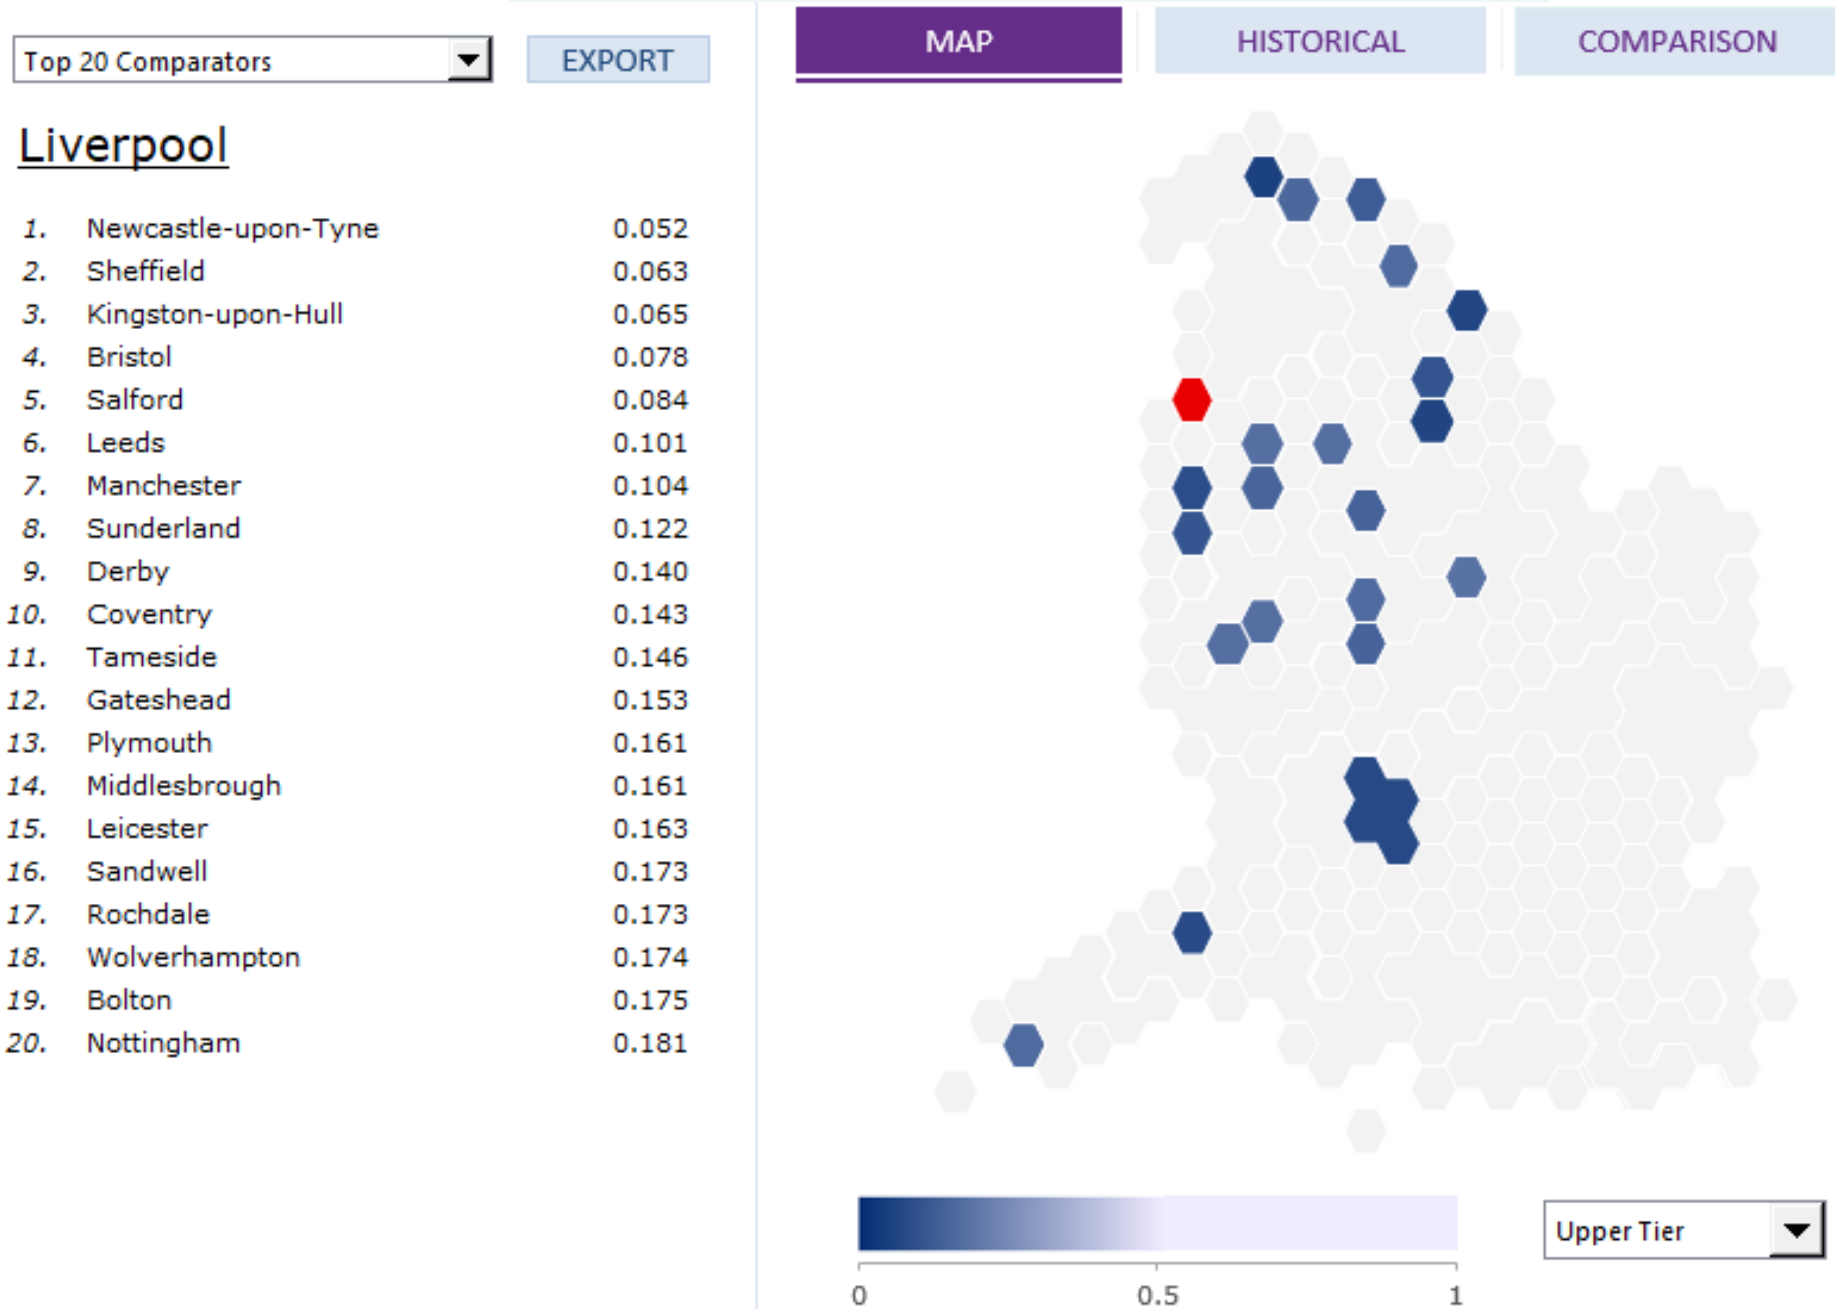 Top 20 Comparators
EXPORT
MAP
HISTORICAL
COMPARISON
Liverpool
1. Newcastle-upon-Tyne 0.052
2. Sheffield 0.063
3. Kingston-upon-Hull 0.065
4. Bristol 0.078
5. Salford 0.084
6. Leeds 0.101
7. Manchester 0.104
8. Sunderland 0.122
9. Derby 0.140
10. Coventry 0.143
11. Tameside 0.146
12. Gateshead 0.153
13. Plymouth 0.161
14. Middlesbrough 0.161
15. Leicester 0.163
16. Sandwell 0.173
17. Rochdale 0.173
18. Wolverhampton 0.174
19. Bolton 0.175
20. Nottingham 0.181
Upper Tier
0 0.5 1